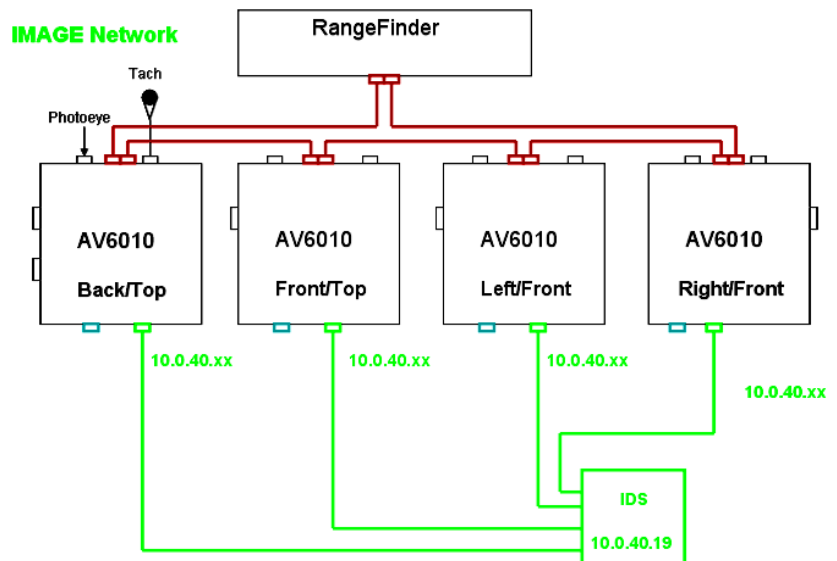 IMAGE Network
RangeFinder
Tach
Photoeye
AV6010
Back/Top
AV6010
Front/Top
AV6010
Left/Front
AV6010
Right/Front
10.0.40.xx
10.0.40.xx
10.0.40.xx
10.0.40.xx
IDS
10.0.40.19